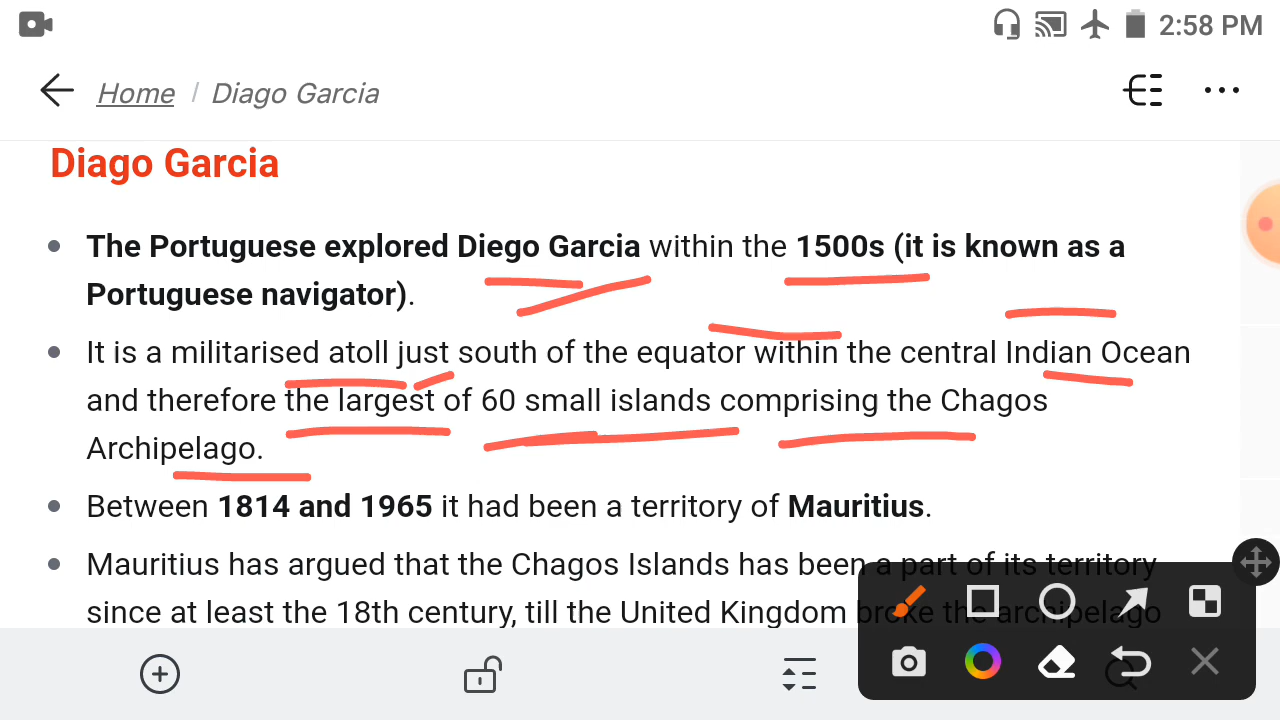 2:58 PM
Home / Diago Garcia
Diago Garcia
The Portuguese explored Diego Garcia within the 1500s (it is known as a
Portuguese navigator).
It is a militarised atoll just south of the equator within the central Indian Ocean
and therefore the largest of 60 small islands comprising the Chagos
Archipelago.
Between 1814 and 1965 it had been a territory of Mauritius.
Mauritius has argued that the Chagos Islands has been a part of its territory
since at least the 18th century, till the United Kingdom broke the archipelago